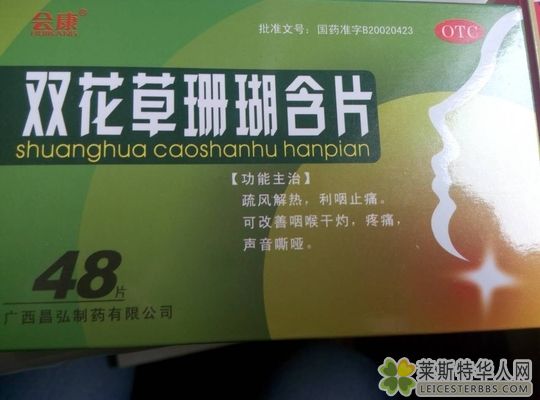 会康®
HUIKANG
批准文号：国药准字B20020423
OTC
双花草珊瑚含片
shuanghua caoshanhu hanpian
【功能主治】
疏风解热，利咽止痛。
可改善咽喉干灼，疼痛，
声音嘶哑。
48片
广西昌弘制药有限公司
莱斯特华人网
LEICESTERBBS.COM